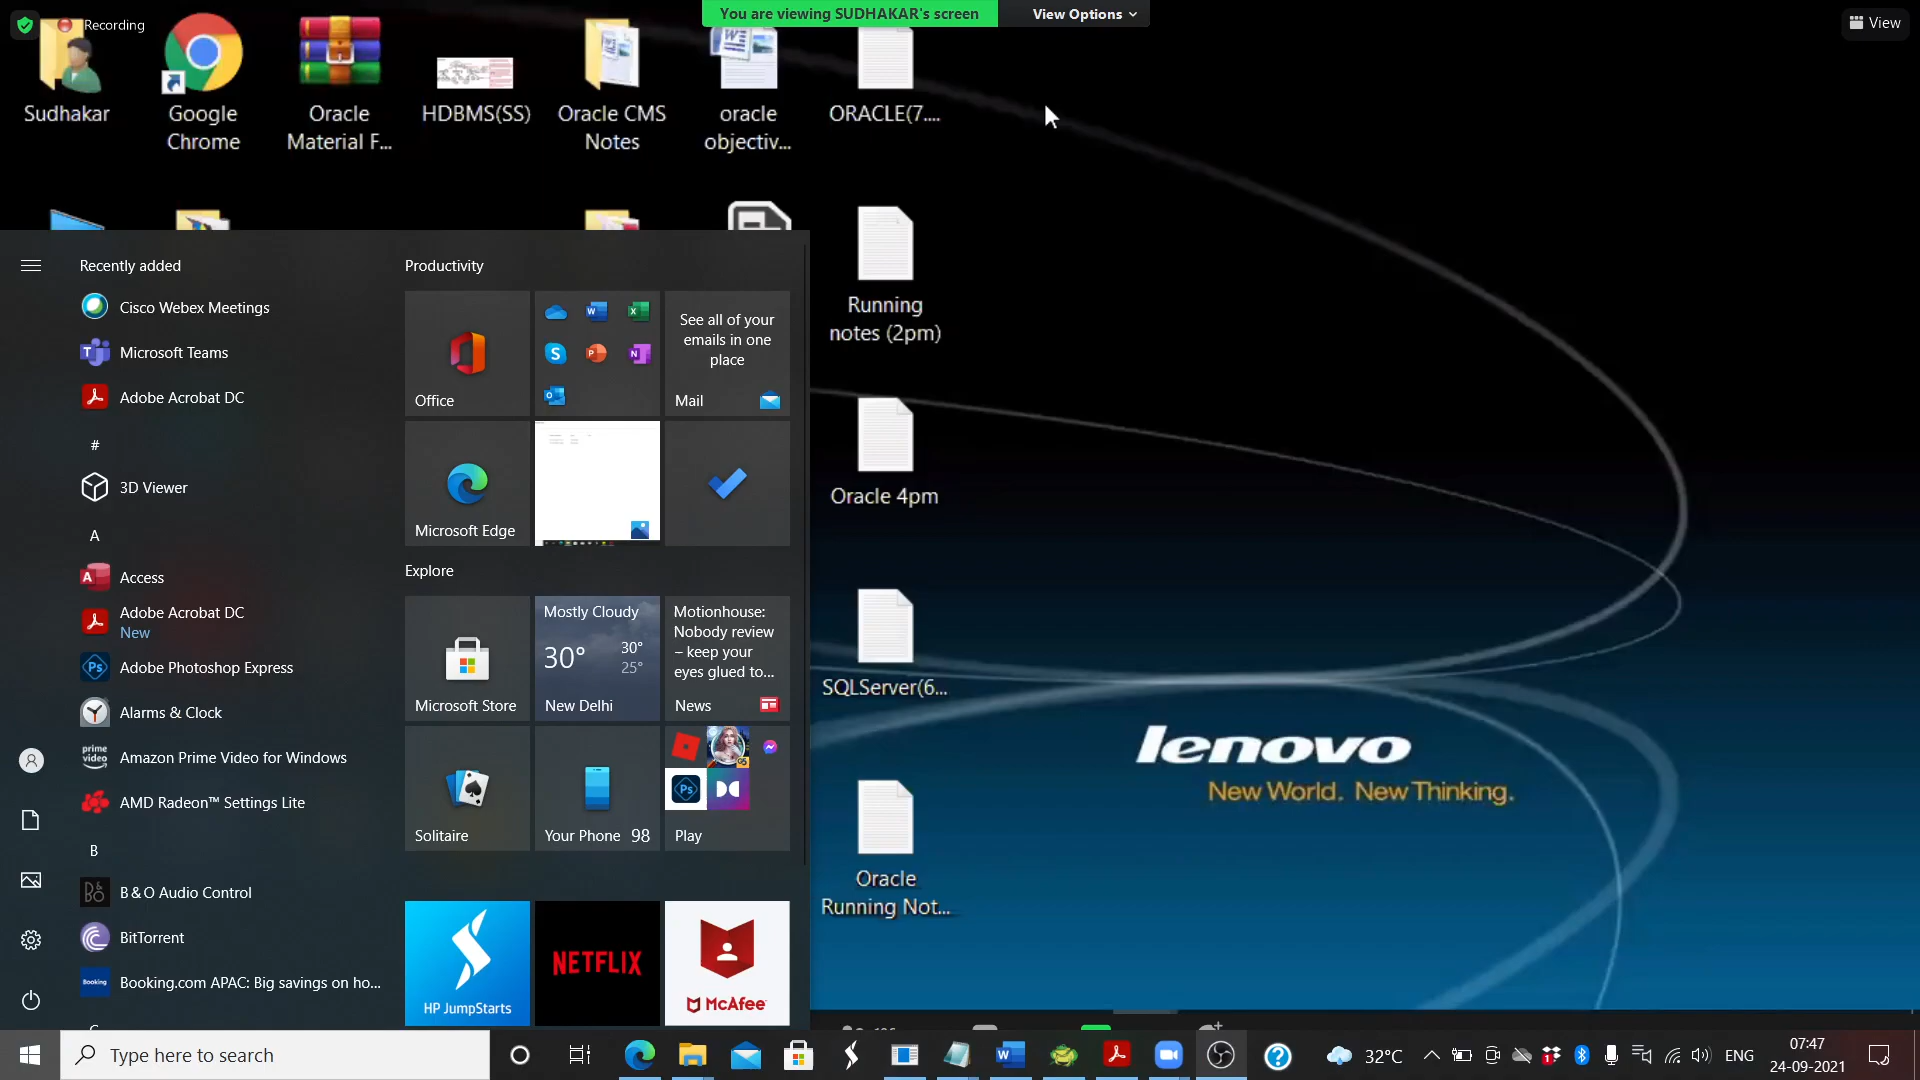 Recording
You are viewing SUDHAKAR's screen
View Options
View
Sudhakar
Google
Chrome
Oracle
Material F...
HDBMS(SS)
Oracle CMS
Notes
oracle
objectiv...
ORACLE(7....
Running
notes (2pm)
Oracle 4pm
SQLServer(6...
Oracle
Running Not...
lenovo
New World. New Thinking.
Recently added
Cisco Webex Meetings
Microsoft Teams
Adobe Acrobat DC
#
3D Viewer
A
Access
Adobe Acrobat DC
New
Adobe Photoshop Express
Alarms & Clock
prime
video
Amazon Prime Video for Windows
AMD Radeon™ Settings Lite
B
B&O Audio Control
BitTorrent
Booking
Booking.com APAC: Big savings on ho...
Productivity
Office
See all of your
emails in one
place
Mail
Microsoft Edge
Explore
Microsoft Store
Mostly Cloudy
30°
30°
25°
New Delhi
Motionhouse:
Nobody review
– keep your
eyes glued to...
News
Solitaire
Your Phone 98
Play
HP JumpStarts
NETFLIX
McAfee
Type here to search
32°C
ENG
07:47
24-09-2021